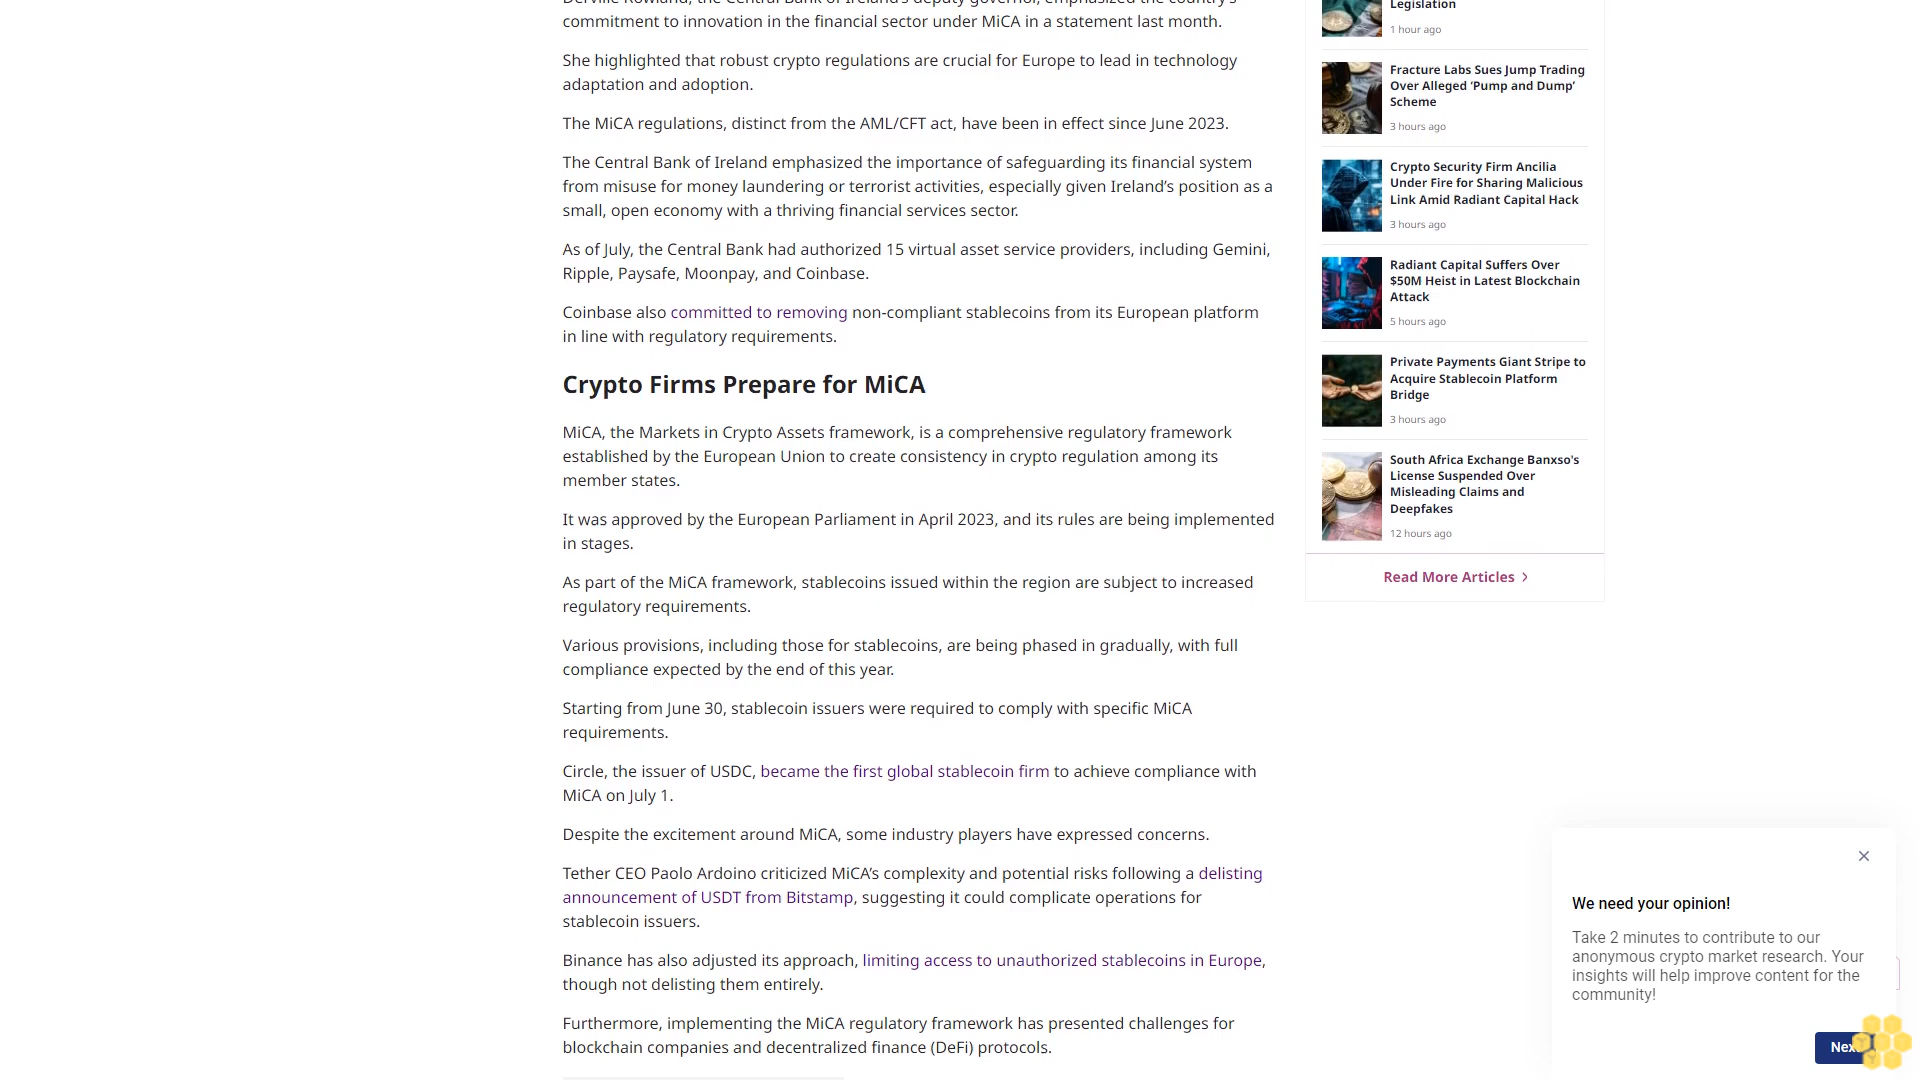 commitment to innovation in the financial sector under MiCA in a statement last month.
She highlighted that robust crypto regulations are crucial for Europe to lead in technology
adaptation and adoption.
The MiCA regulations, distinct from the AML/CFT act, have been in effect since June 2023.
The Central Bank of Ireland emphasized the importance of safeguarding its financial system
from misuse for money laundering or terrorist activities, especially given Ireland’s position as a
small, open economy with a thriving financial services sector.
As of July, the Central Bank had authorized 15 virtual asset service providers, including Gemini,
Ripple, Paysafe, Moonpay, and Coinbase.
Coinbase also committed to removing non-compliant stablecoins from its European platform
in line with regulatory requirements.
Crypto Firms Prepare for MiCA
MiCA, the Markets in Crypto Assets framework, is a comprehensive regulatory framework
established by the European Union to create consistency in crypto regulation among its
member states.
It was approved by the European Parliament in April 2023, and its rules are being implemented
in stages.
As part of the MiCA framework, stablecoins issued within the region are subject to increased
regulatory requirements.
Various provisions, including those for stablecoins, are being phased in gradually, with full
compliance expected by the end of this year.
Starting from June 30, stablecoin issuers were required to comply with specific MiCA
requirements.
Circle, the issuer of USDC, became the first global stablecoin firm to achieve compliance with
MiCA on July 1.
Despite the excitement around MiCA, some industry players have expressed concerns.
Tether CEO Paolo Ardoino criticized MiCA’s complexity and potential risks following a delisting
announcement of USDT from Bitstamp, suggesting it could complicate operations for
stablecoin issuers.
Binance has also adjusted its approach, limiting access to unauthorized stablecoins in Europe,
though not delisting them entirely.
Furthermore, implementing the MiCA regulatory framework has presented challenges for
blockchain companies and decentralized finance (DeFi) protocols.
Legislation
1 hour ago
Fracture Labs Sues Jump Trading
Over Alleged ‘Pump and Dump’
Scheme
3 hours ago
Crypto Security Firm Ancilia
Under Fire for Sharing Malicious
Link Amid Radiant Capital Hack
3 hours ago
Radiant Capital Suffers Over
$50M Heist in Latest Blockchain
Attack
5 hours ago
Private Payments Giant Stripe to
Acquire Stablecoin Platform
Bridge
3 hours ago
South Africa Exchange Banxso's
License Suspended Over
Misleading Claims and
Deepfakes
12 hours ago
Read More Articles
We need your opinion!
Take 2 minutes to contribute to our
anonymous crypto market research. Your
insights will help improve content for the
community!